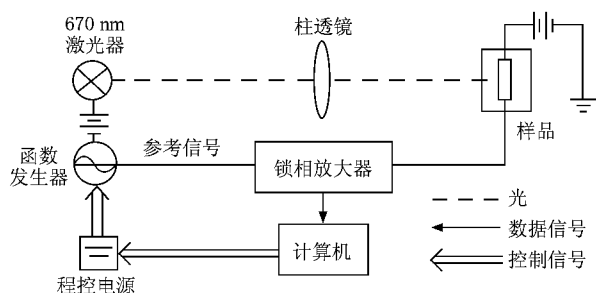 670 nm
激光器
柱透镜
样品
函数
发生器
参考信号
锁相放大器
计算机
程控电源
光
数据信号
控制信号